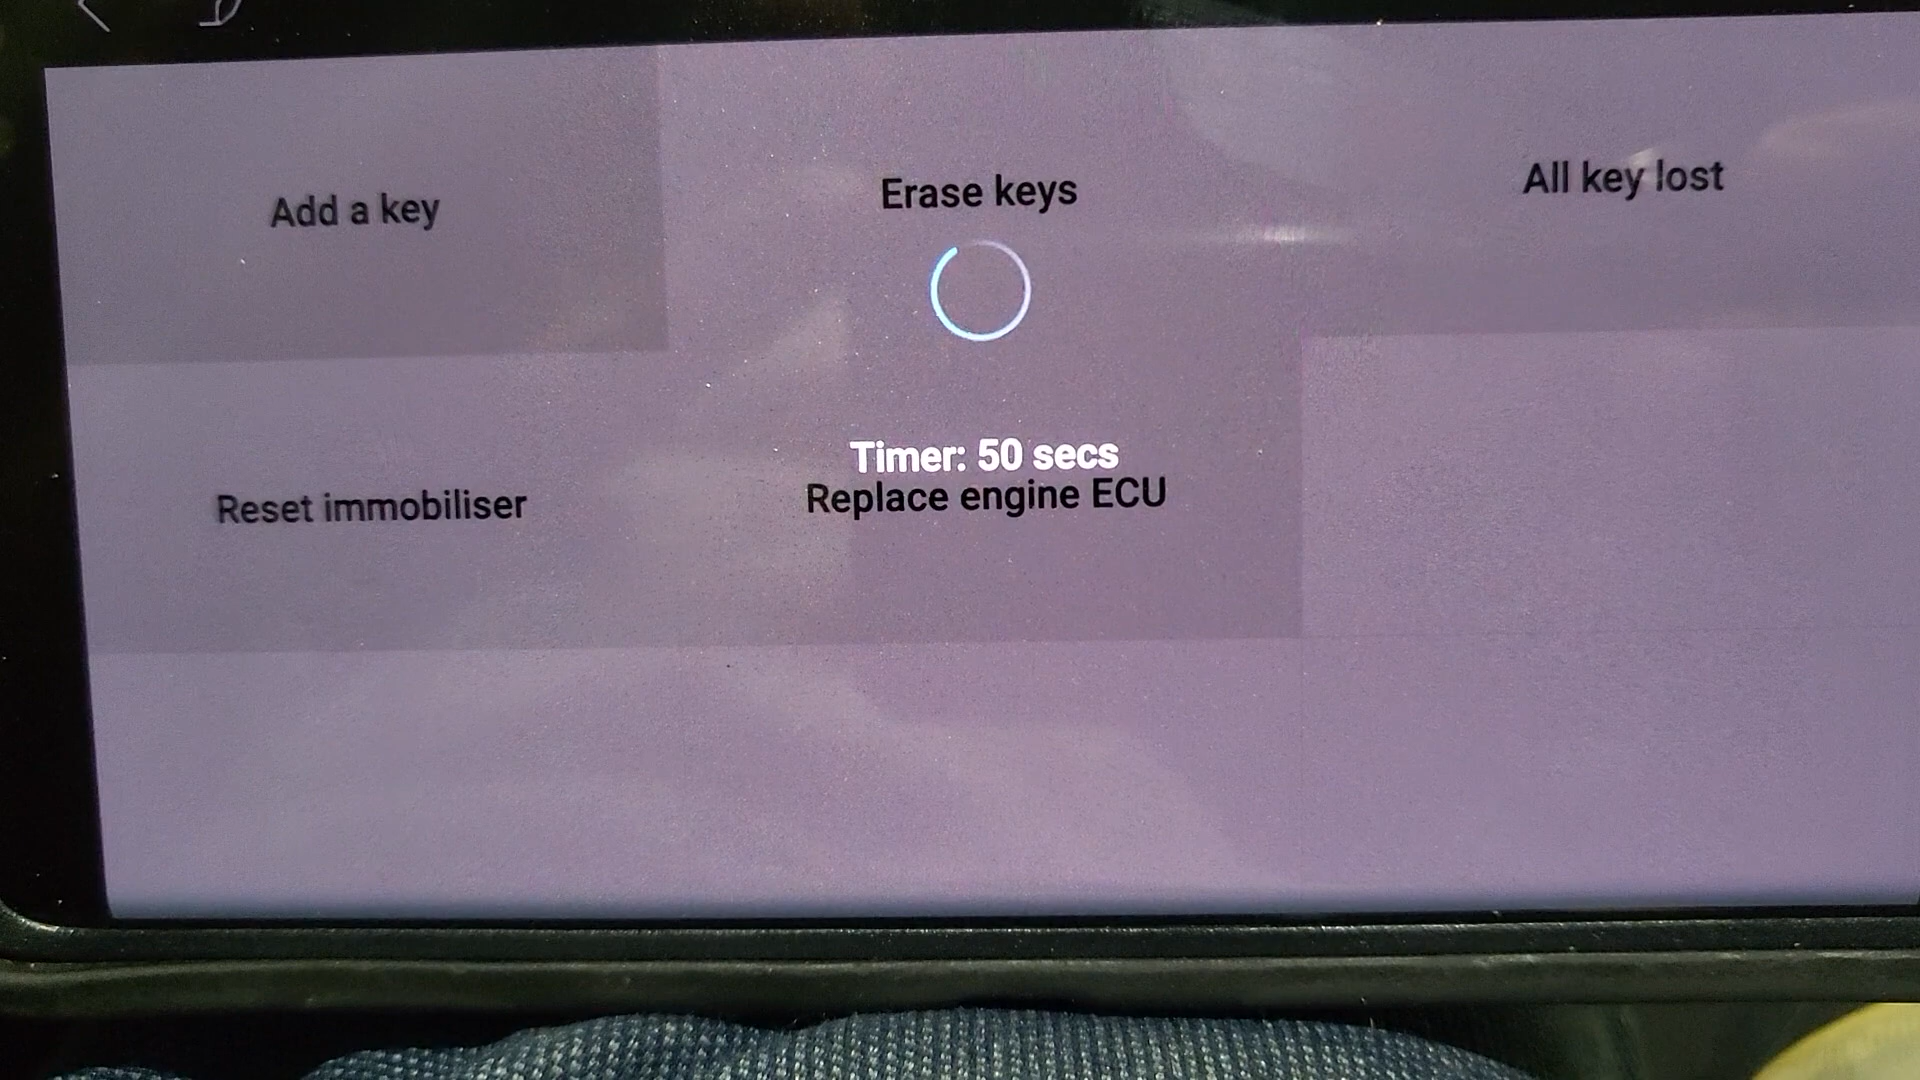 Add a key
Erase keys
All key lost
Timer: 50 secs
Reset immobiliser
Replace engine ECU